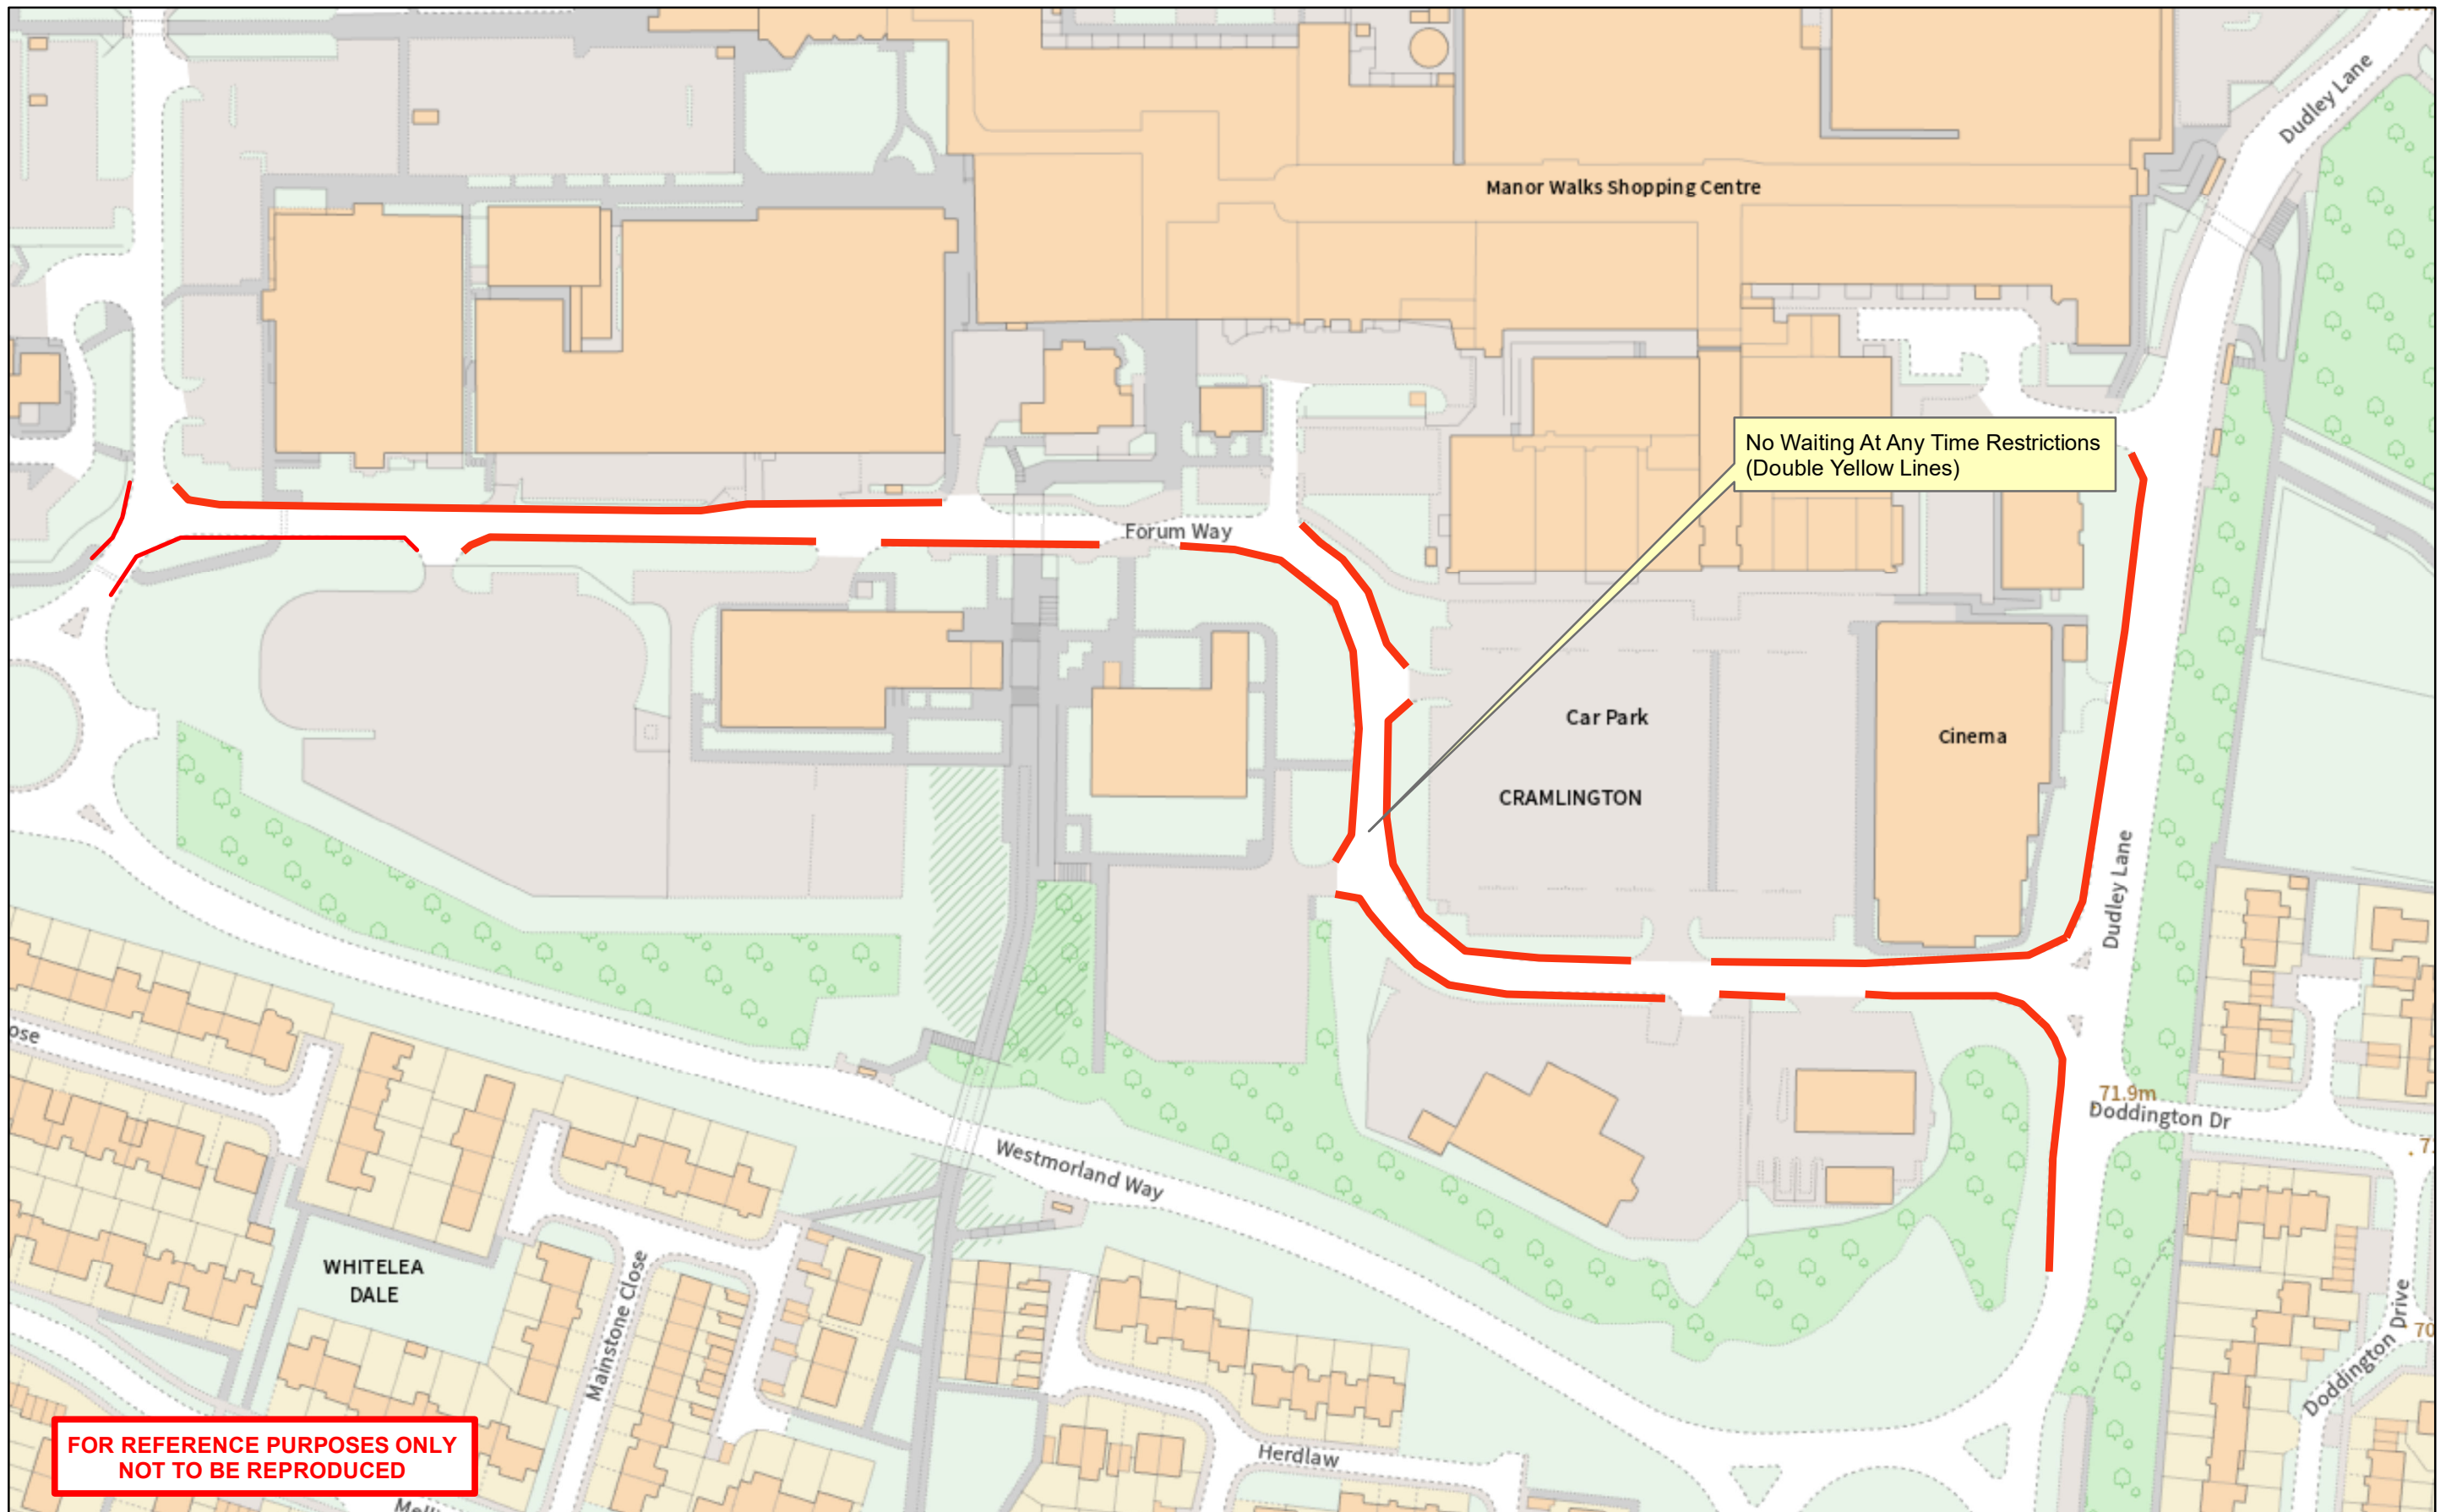 Dudley Lane
Manor Walks Shopping Centre
No Waiting At Any Time Restrictions
(Double Yellow Lines)
Forum Way
Car Park
Cinema
CRAMLINGTON
Dudley Lane
71.9m
Doddington Dr
Westmorland Way
WHITELEA
DALE
Mainstone Close
Doddington Drive
70
FOR REFERENCE PURPOSES ONLY
NOT TO BE REPRODUCED
Herdlaw